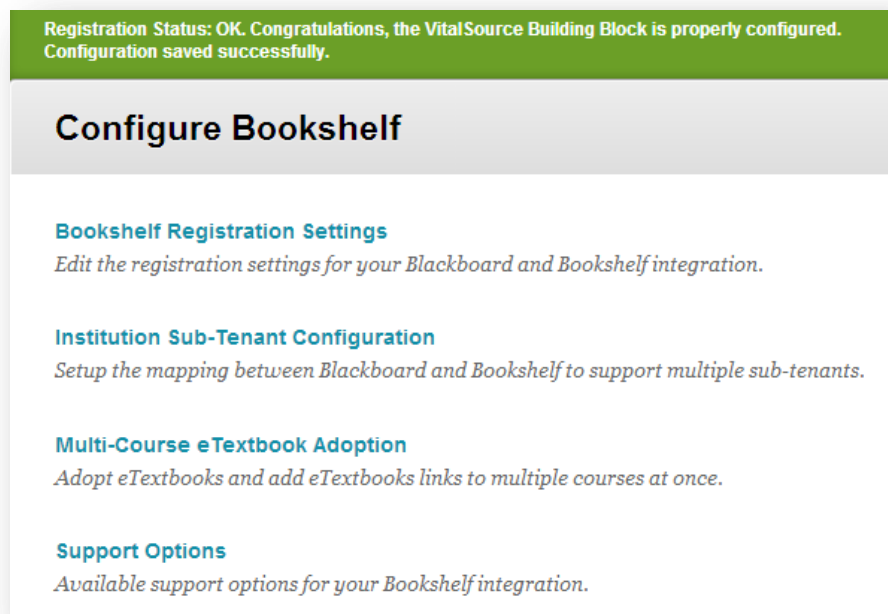 Registration Status: OK. Congratulations, the VitalSource Building Block is properly configured.
Configuration saved successfully.
Configure Bookshelf
Bookshelf Registration Settings
Edit the registration settings for your Blackboard and Bookshelf integration.
Institution Sub-Tenant Configuration
Setup the mapping between Blackboard and Bookshelf to support multiple sub-tenants.
Multi-Course eTextbook Adoption
Adopt eTextbooks and add eTextbooks links to multiple courses at once.
Support Options
Available support options for your Bookshelf integration.